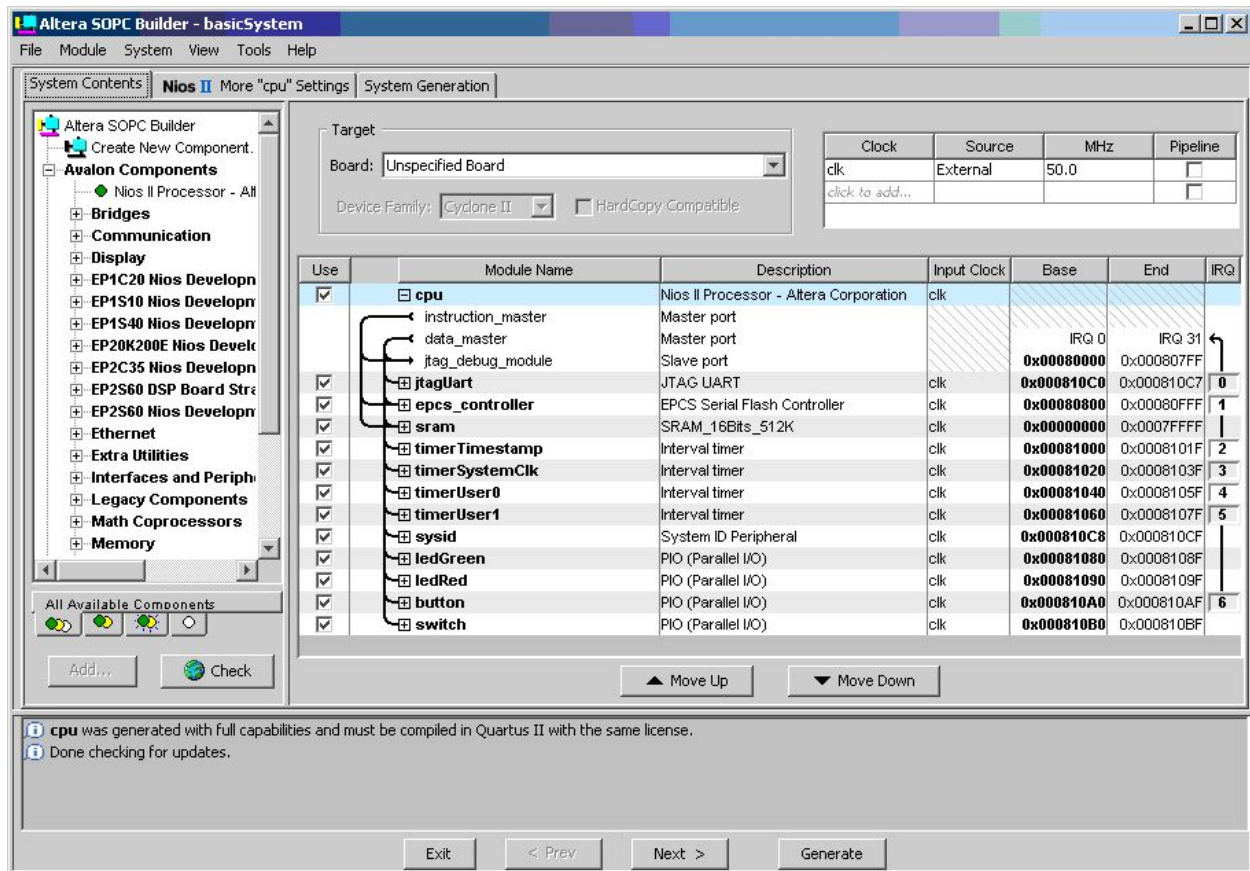 Altera SOPC Builder - basicSystem
File Module System View Tools Help
System Contents Nios II More "cpu" Settings System Generation
Altera SOPC Builder
Create New Component.
Avalon Components
Nios II Processor - Alt
Bridges
Communication
Display
EP1C20 Nios Developn
EP1S10 Nios Developm
EP1S40 Nios Developm
EP20K200E Nios Develo
EP2C35 Nios Developn
EP2S60 DSP Board Stra
EP2S60 Nios Developm
Ethernet
Extra Utilities
Interfaces and Periphe
Legacy Components
Math Coprocessors
Memory
All Available Components
Add... Check
Target
Board: Unspecified Board
Device Family: Cyclone II HardCopy Compatible
Clock Source MHz Pipeline
clk External 50.0
click to add...
Use Module Name Description Input Clock Base End IRQ
cpu Nios II Processor - Altera Corporation clk
instruction_master Master port
data_master Master port IRQ 0 IRQ 31
jtag_debug_module Slave port 0x00080000 0x000807FF
jtagUart JTAG UART clk 0x000810C0 0x000810C7 0
epcs_controller EPCS Serial Flash Controller clk 0x00080800 0x00080FFF 1
sram SRAM_16Bits_512K clk 0x00000000 0x0007FFFF
timerTimestamp Interval timer clk 0x00081000 0x0008101F 2
timerSystemClk Interval timer clk 0x00081020 0x0008103F 3
timerUser0 Interval timer clk 0x00081040 0x0008105F 4
timerUser1 Interval timer clk 0x00081060 0x0008107F 5
sysid System ID Peripheral clk 0x000810C8 0x000810CF
ledGreen PIO (Parallel I/O) clk 0x00081080 0x0008108F
ledRed PIO (Parallel I/O) clk 0x00081090 0x0008109F
button PIO (Parallel I/O) clk 0x000810A0 0x000810AF 6
switch PIO (Parallel I/O) clk 0x000810B0 0x000810BF
Move Up Move Down
cpu was generated with full capabilities and must be compiled in Quartus II with the same license.
Done checking for updates.
Exit < Prev Next > Generate